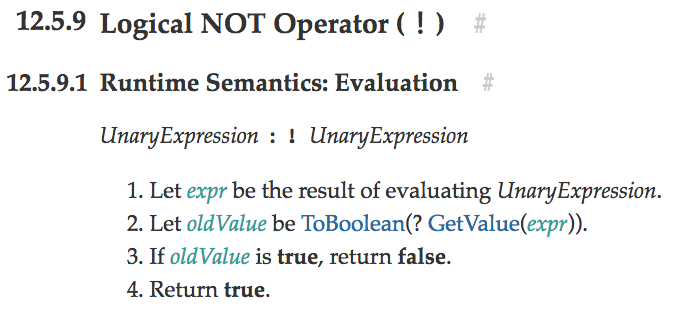 12.5.9 Logical NOT Operator ( ! ) #
12.5.9.1 Runtime Semantics: Evaluation #
UnaryExpression : ! UnaryExpression
1. Let expr be the result of evaluating UnaryExpression.
2. Let oldValue be ToBoolean(? GetValue(expr)).
3. If oldValue is true, return false.
4. Return true.